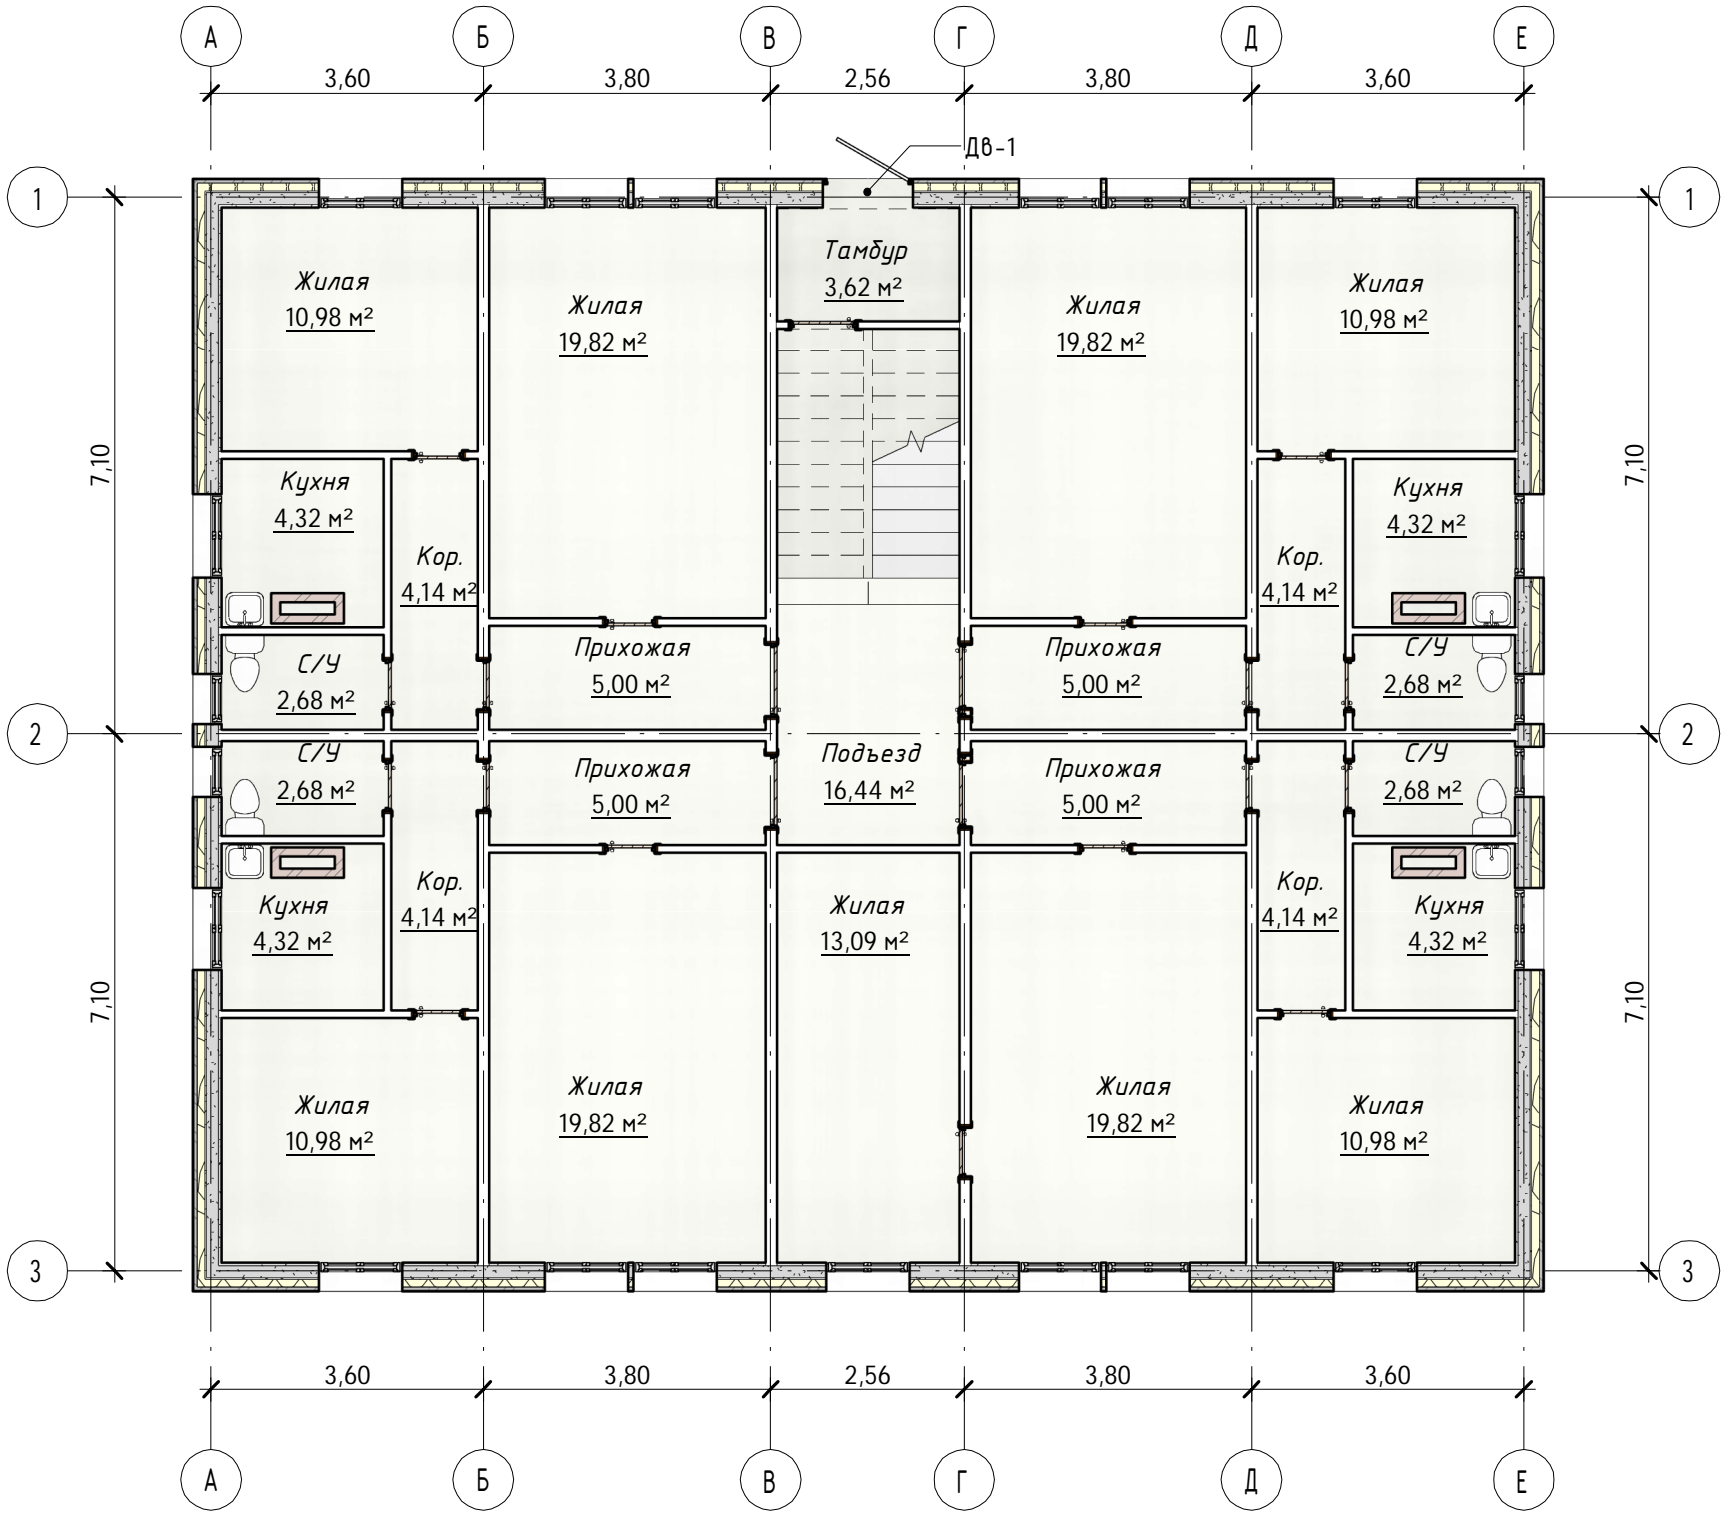 А Б В Г Д Е
3,60 3,80 2,56 3,80 3,60
Дв-1
1 1
Тамбур
3,62 м²
Жилая
10,98 м²
Жилая
19,82 м²
Жилая
19,82 м²
Жилая
10,98 м²
7,10 7,10
Кухня
4,32 м²
Кор.
4,14 м²
Кор.
4,14 м²
Кухня
4,32 м²
С/У
2,68 м²
Прихожая
5,00 м²
Прихожая
5,00 м²
С/У
2,68 м²
2 2
С/У
2,68 м²
Прихожая
5,00 м²
Подъезд
16,44 м²
Прихожая
5,00 м²
С/У
2,68 м²
Кухня
4,32 м²
Кор.
4,14 м²
Жилая
13,09 м²
Кор.
4,14 м²
Кухня
4,32 м²
7,10 7,10
Жилая
10,98 м²
Жилая
19,82 м²
Жилая
19,82 м²
Жилая
10,98 м²
3 3
3,60 3,80 2,56 3,80 3,60
А Б В Г Д Е